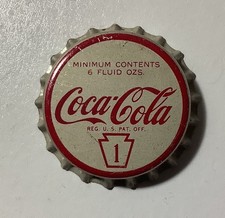 MINIMUM CONTENTS
6 FLUID OZS.
Coca-Cola
REG. U. S. PAT. OFF.
1